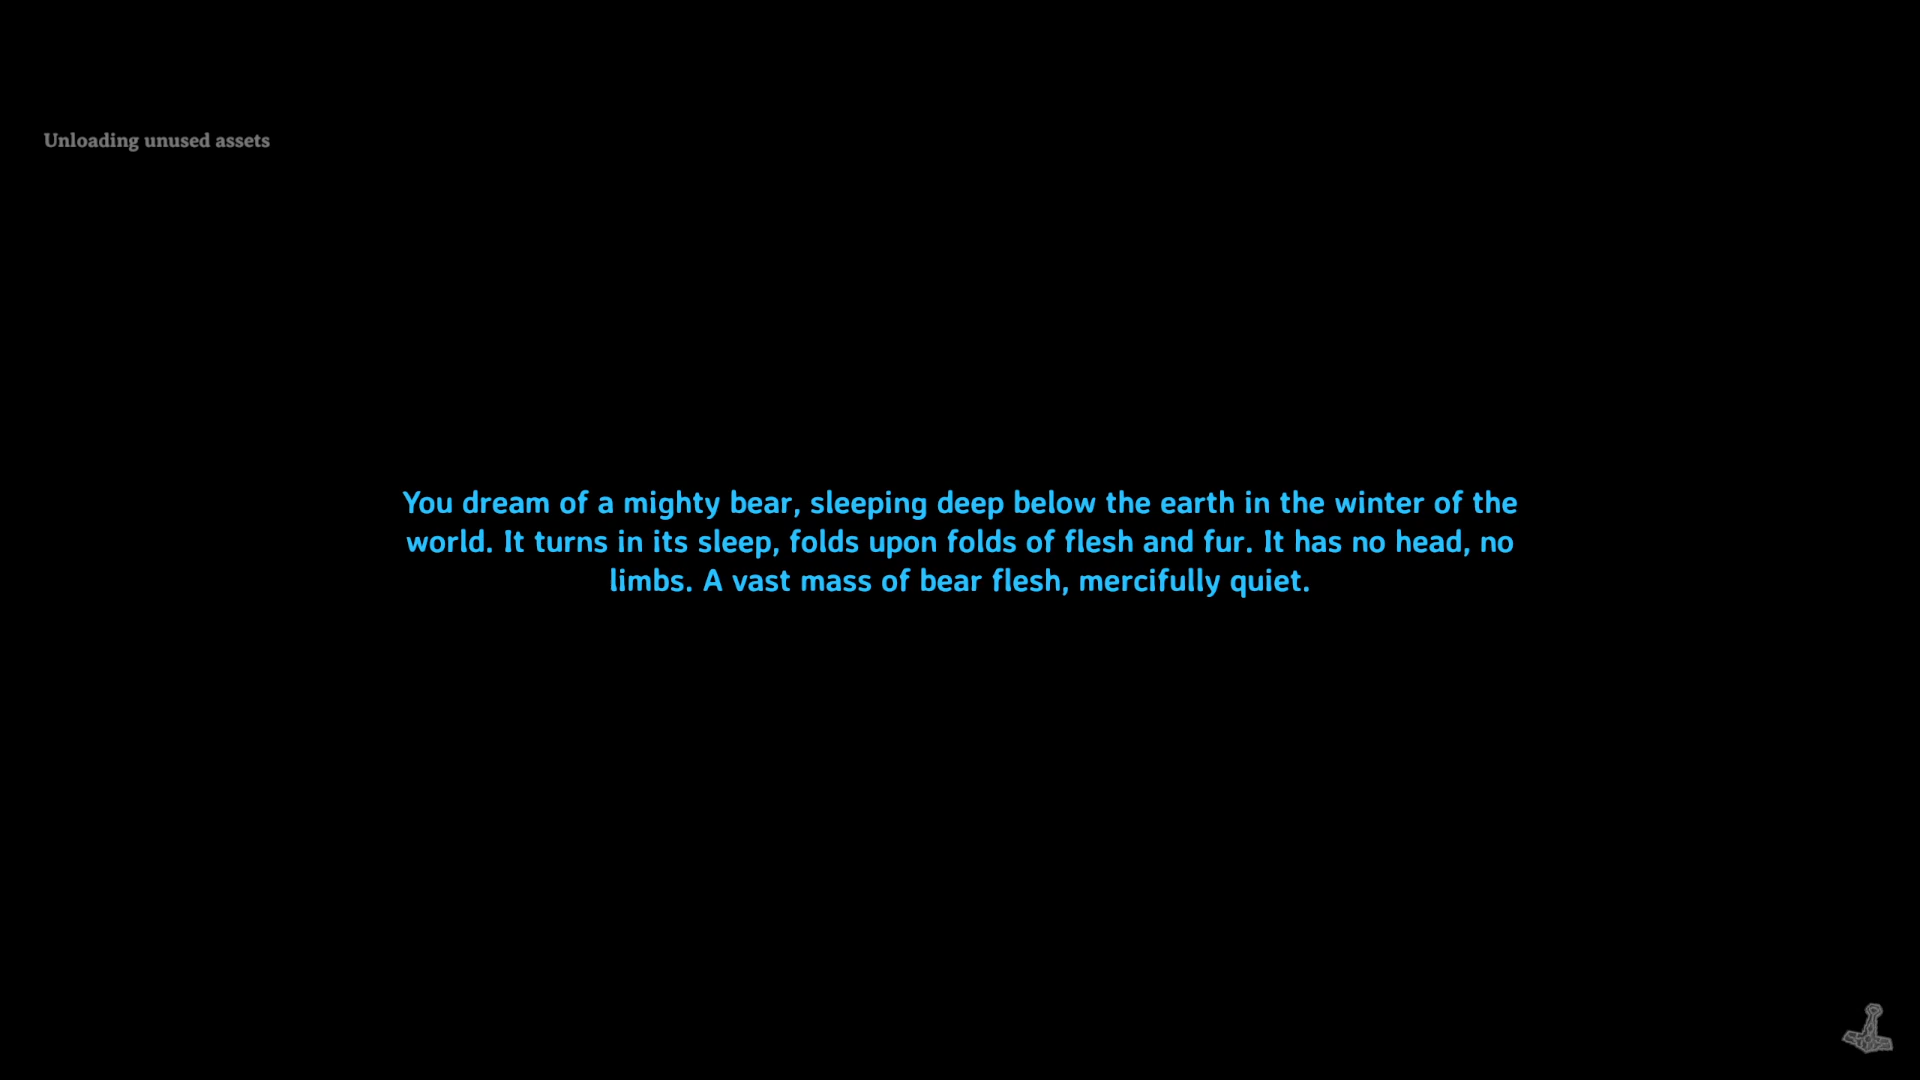 Unloading unused assets
You dream of a mighty bear, sleeping deep below the earth in the winter of the
world. It turns in its sleep, folds upon folds of flesh and fur. It has no head, no
limbs. A vast mass of bear flesh, mercifully quiet.